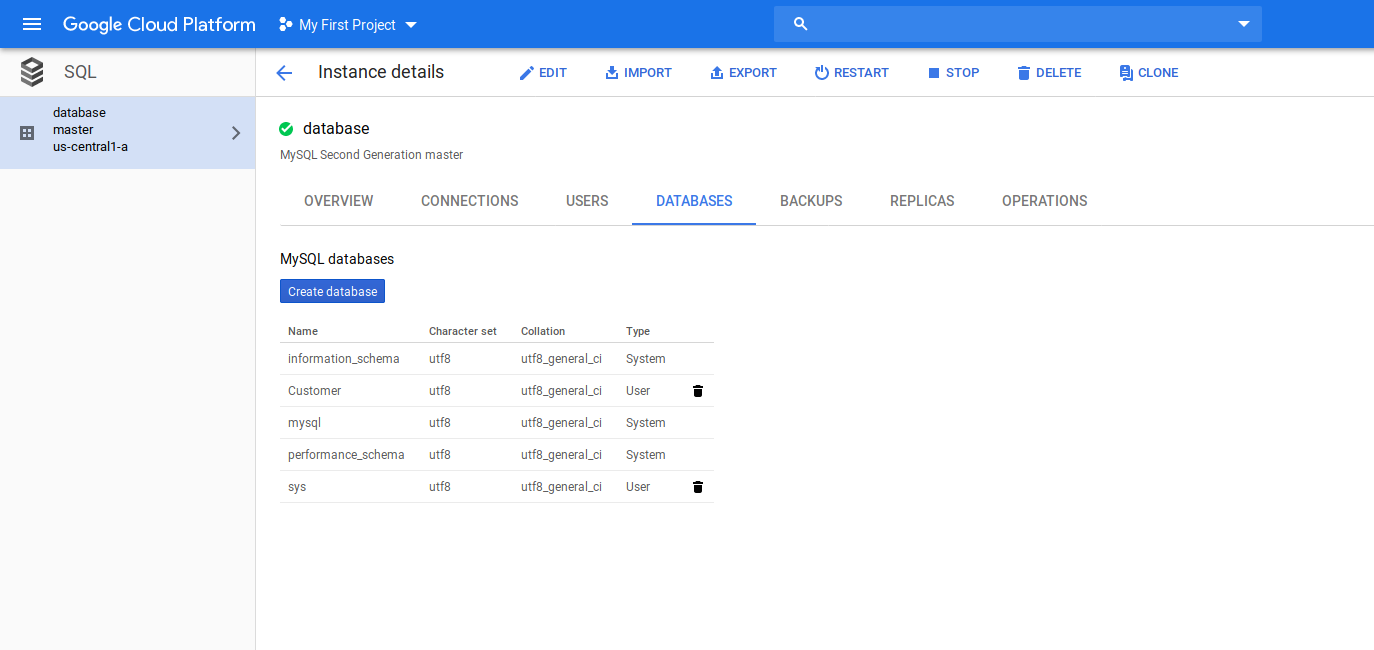 Google Cloud Platform My First Project
SQL Instance details EDIT IMPORT EXPORT RESTART STOP DELETE CLONE
database
master
us-central1-a
database
MySQL Second Generation master
OVERVIEW CONNECTIONS USERS DATABASES BACKUPS REPLICAS OPERATIONS
MySQL databases
Create database
Name Character set Collation Type
information_schema utf8 utf8_general_ci System
Customer utf8 utf8_general_ci User
mysql utf8 utf8_general_ci System
performance_schema utf8 utf8_general_ci System
sys utf8 utf8_general_ci User